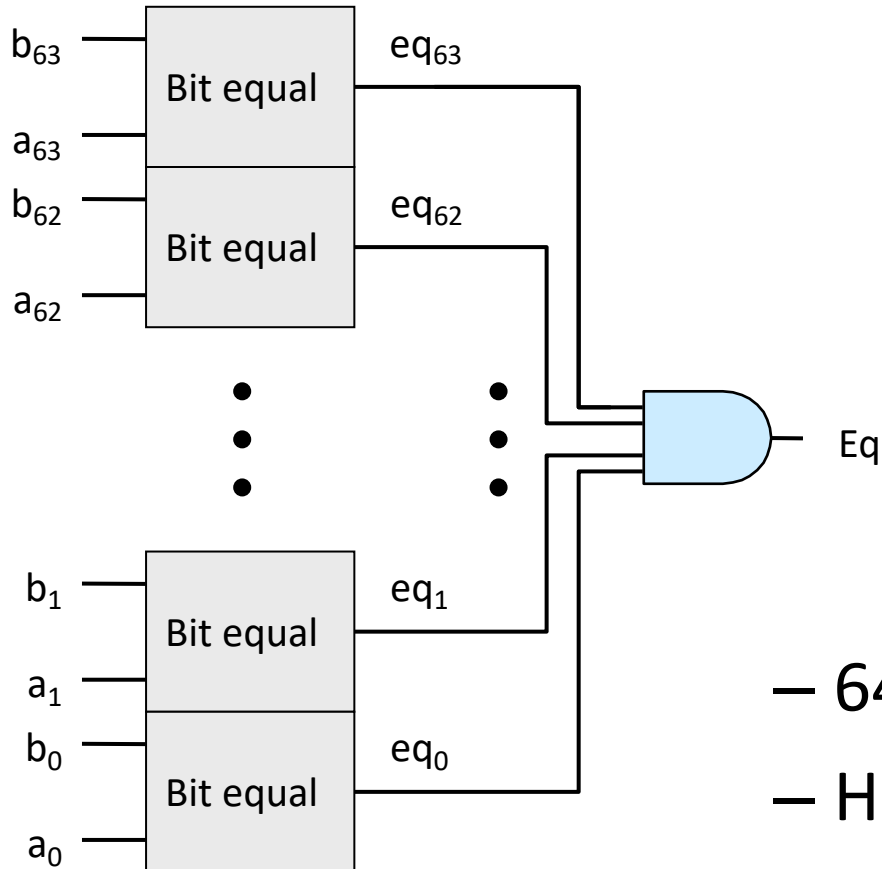 b₆₃
eq₆₃
Bit equal
a₆₃
b₆₂
eq₆₂
Bit equal
a₆₂
Eq
b₁
eq₁
Bit equal
a₁
b₀
eq₀
Bit equal
a₀
– 64
– H